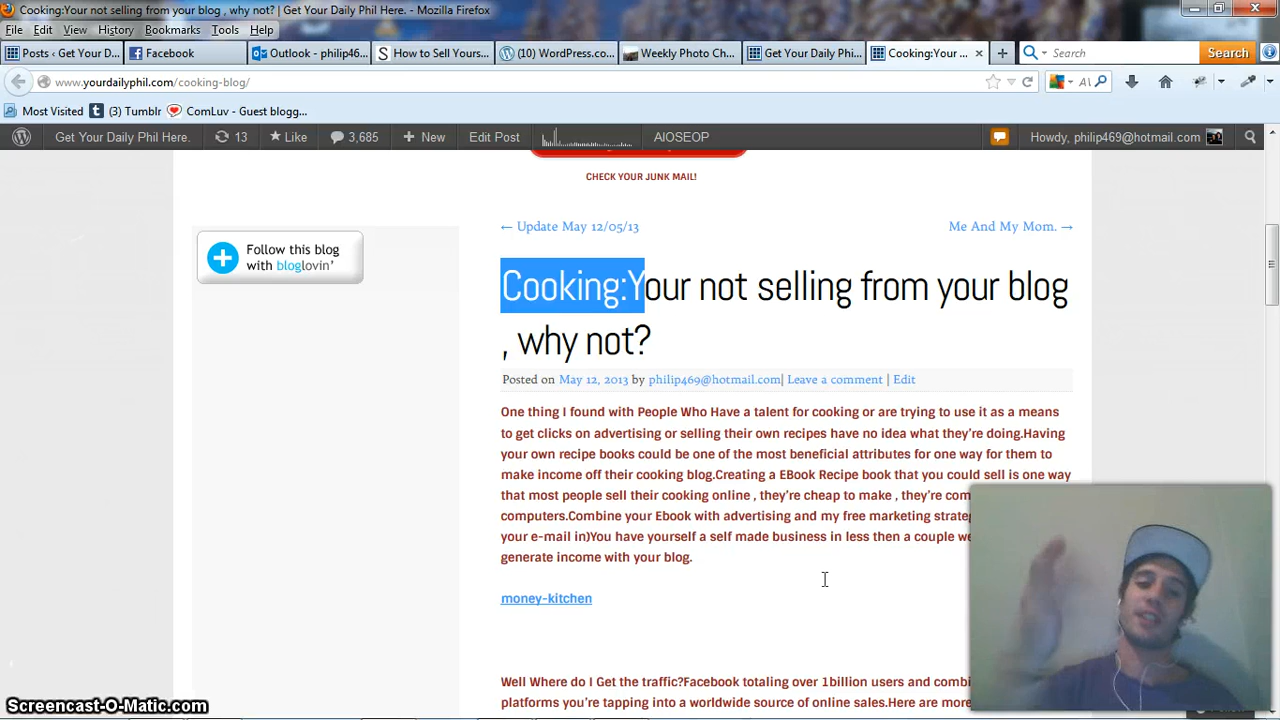 Cooking:Your not selling from your blog , why not? | Get Your Daily Phil Here. - Mozilla Firefox
File Edit View History Bookmarks Tools Help
Posts ‹ Get Your D... Facebook Outlook - philip46... How to Sell Yours... (10) WordPress.co... Weekly Photo Ch... Get Your Daily Phi... Cooking:Your ...
Search Search
www.yourdailyphil.com/cooking-blog/
Most Visited (3) Tumblr ComLuv - Guest blogg...
Get Your Daily Phil Here. 13 Like 3,685 New Edit Post AIOSEOP Howdy, philip469@hotmail.com
CHECK YOUR JUNK MAIL!
← Update May 12/05/13 Me And My Mom. →
Follow this blog
with bloglovin'
Cooking:Your not selling from your blog
, why not?
Posted on May 12, 2013 by philip469@hotmail.com| Leave a comment | Edit
One thing I found with People Who Have a talent for cooking or are trying to use it as a means
to get clicks on advertising or selling their own recipes have no idea what they're doing.Having
your own recipe books could be one of the most beneficial attributes for one way for them to
make income off their cooking blog.Creating a EBook Recipe book that you could sell is one way
that most people sell their cooking online , they're cheap to make , they're com
computers.Combine your Ebook with advertising and my free marketing strateg
your e-mail in)You have yourself a self made business in less then a couple we
generate income with your blog.
money-kitchen
Well Where do I Get the traffic?Facebook totaling over 1billion users and combi
platforms you're tapping into a worldwide source of online sales.Here are more
Screencast-O-Matic.com